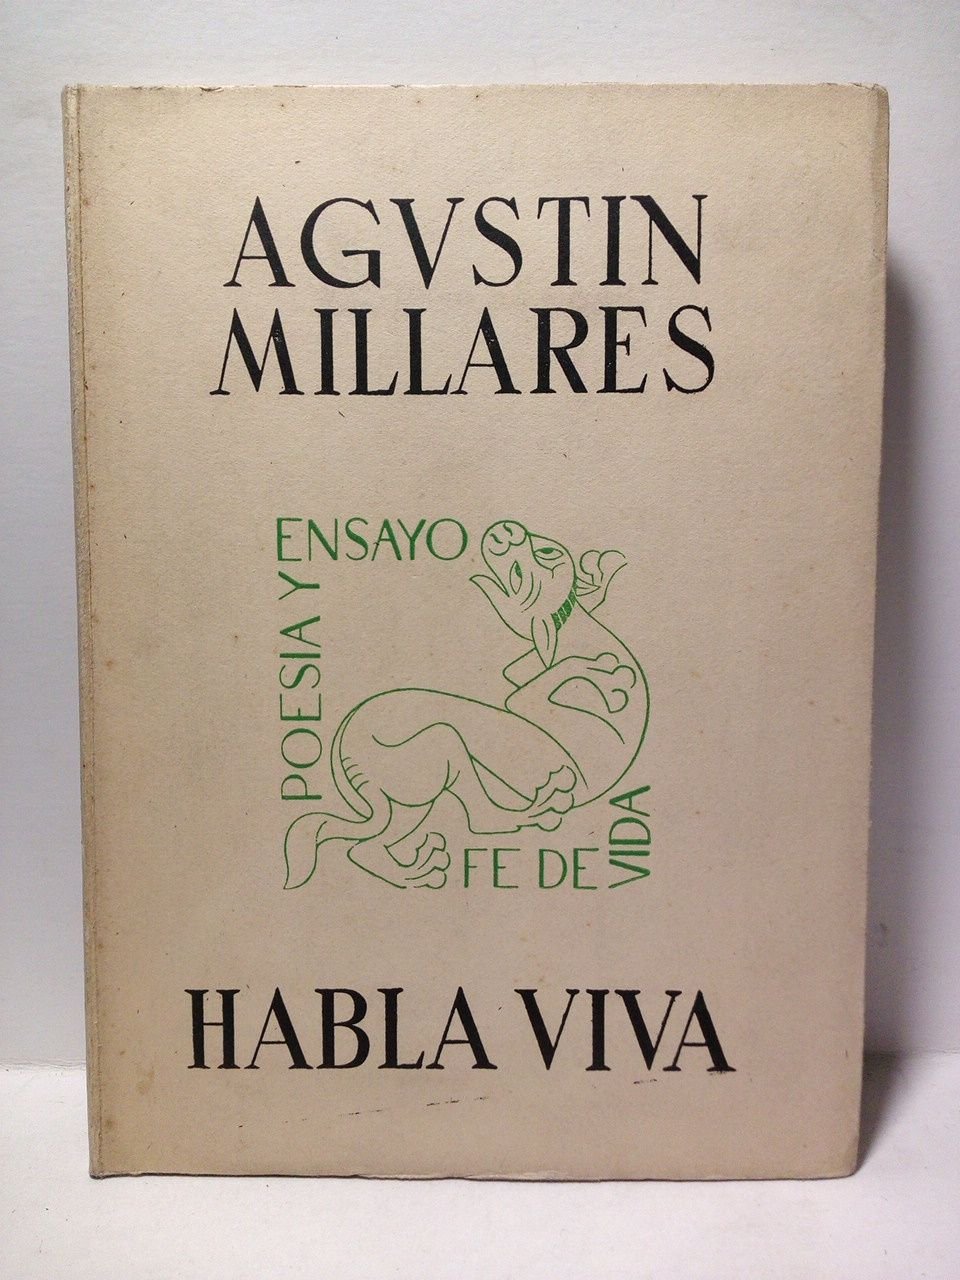 AGVSTIN
MILLARES
POESIA Y
ENSAYO
FE DE
VIDA
HABLA VIVA